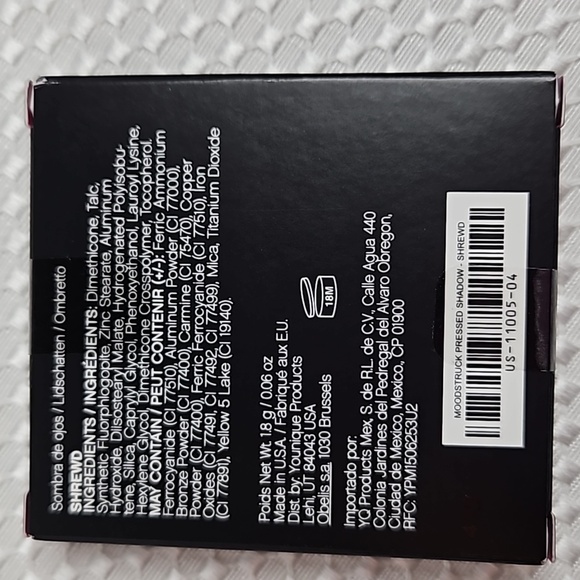 Sombra de ojos / Lidschatten / Ombretto
SHREWD
INGREDIENTS / INGRÉDIENTS: Dimethicone, Talc,
Synthetic Fluorphlogopite, Zinc Stearate, Aluminum
Hydroxide, Diisostearyl Malate, Hydrogenated Polyisobu-
tene, Silica, Caprylyl Glycol, Phenoxyethanol, Lauroyl Lysine,
Hexylene Glycol, Dimethicone Crosspolymer, Tocopherol.
MAY CONTAIN / PEUT CONTENIR (+/-): Ferric Ammonium
Ferrocyanide (CI 77510), Aluminum Powder (CI 77000),
Bronze Powder (CI 77400), Carmine (CI 75470), Copper
Powder (CI 77400), Ferric Ferrocyanide (CI 77510), Iron
Oxides (CI 77491, CI 77492, CI 77499), Mica, Titanium Dioxide
(CI 77891), Yellow 5 Lake (CI 19140).
Poids Net Wt. 1.8 g / 0.06 oz
Made in U.S.A. / Fabriqué aux E.U.
Dist. by: Younique Products
Lehi, UT 84043 USA
Obelis s.a. 1030 Brussels
18M
Importado por:
YQ Products Mex, S. de R.L. de C.V., Calle Agua 440
Colonia Jardines del Pedregal del Álvaro Obregon,
Ciudad de Mexico, Mexico, CP 01900
RFC: YPM1506253U2
MOODSTRUCK PRESSED SHADOW - SHREWD
US-11005-04